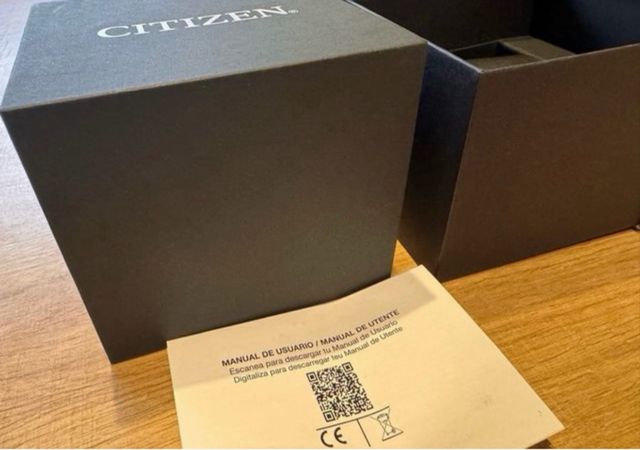 CITIZEN®
MANUAL DE USUARIO / MANUAL DE UTENTE
Escanea para descargar tu Manual de Usuario
Digitaliza para descarregar teu Manual de Utente
CE